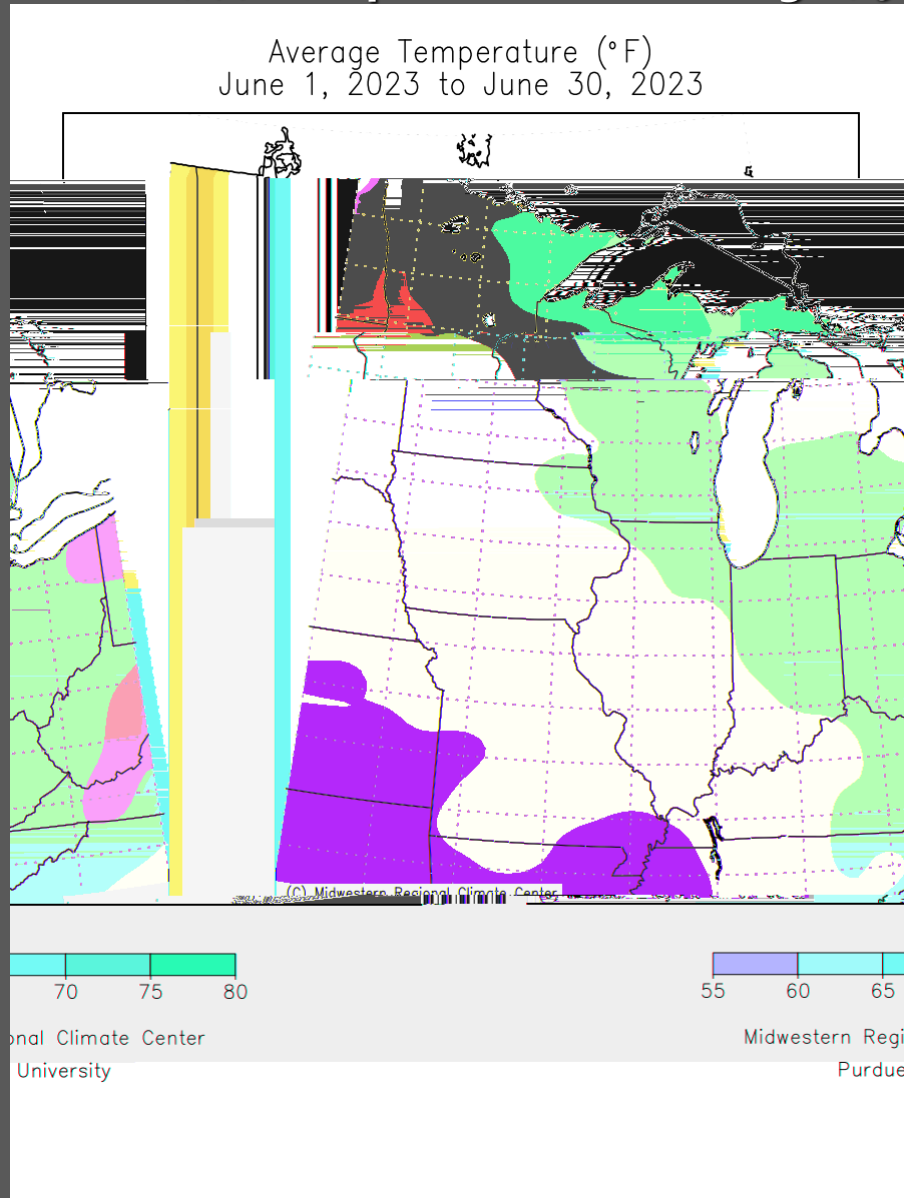 Average Temperature (°F)
June 1, 2023 to June 30, 2023
(C) Midwestern Regional Climate Center
70 75 80
55 60 65
onal Climate Center
Midwestern Regi
University
Purdue